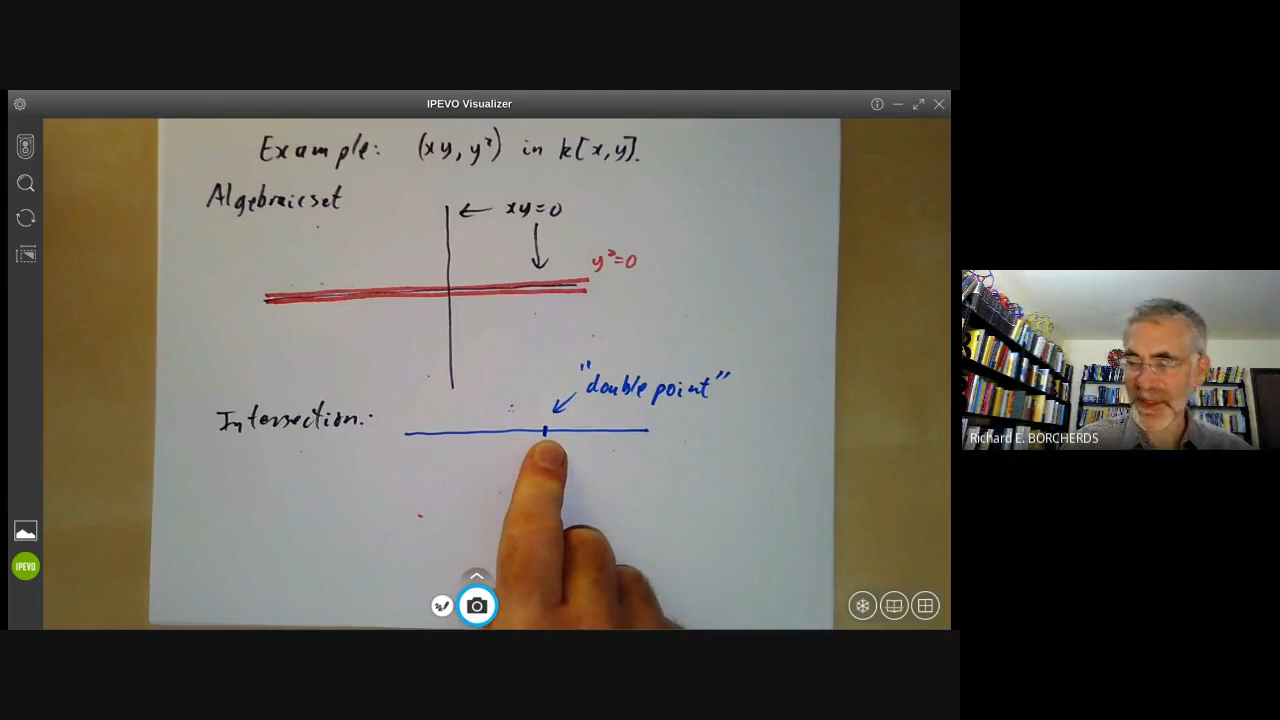 IPEVO Visualizer
Example: (xy, y²) in k[x,y].
Algebraic set
xy=0
y²=0
"double point"
Intersection:
Richard E. BORCHERDS
IPEVO